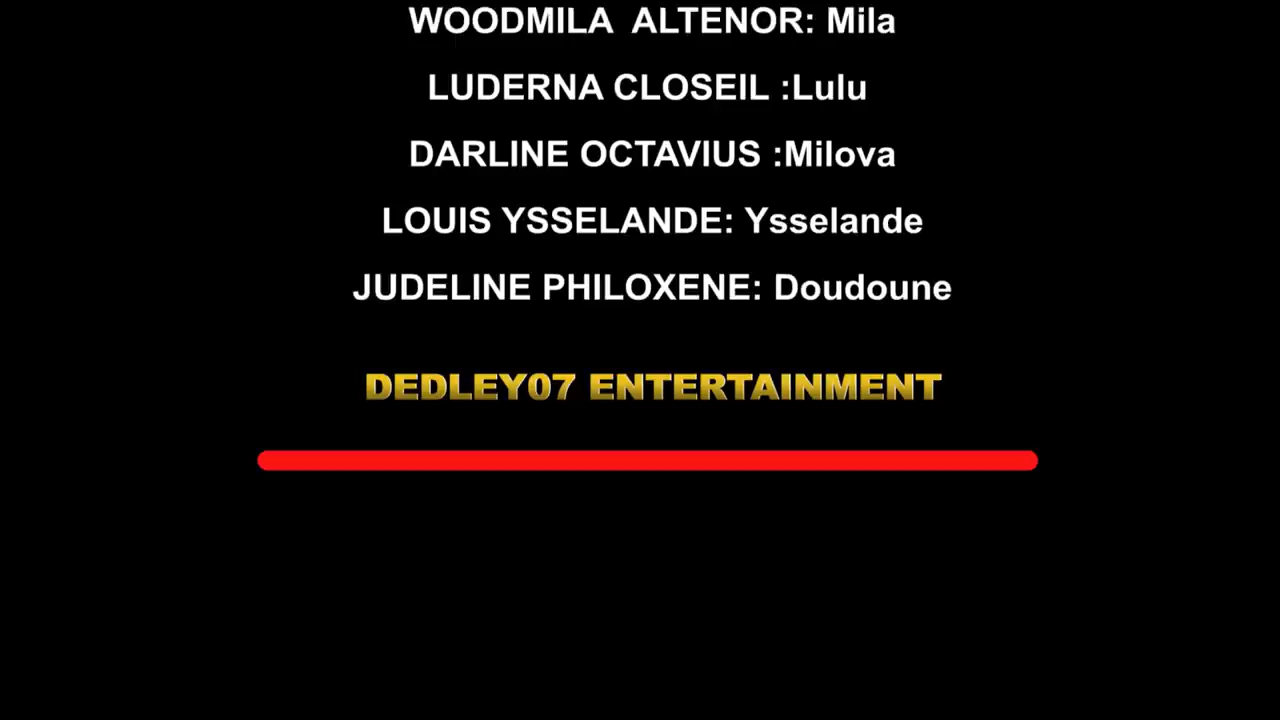 WOODMILA  ALTENOR: Mila
LUDERNA CLOSEIL :Lulu
DARLINE OCTAVIUS :Milova
LOUIS YSSELANDE: Ysselande
JUDELINE PHILOXENE: Doudoune
DEDLEY07 ENTERTAINMENT